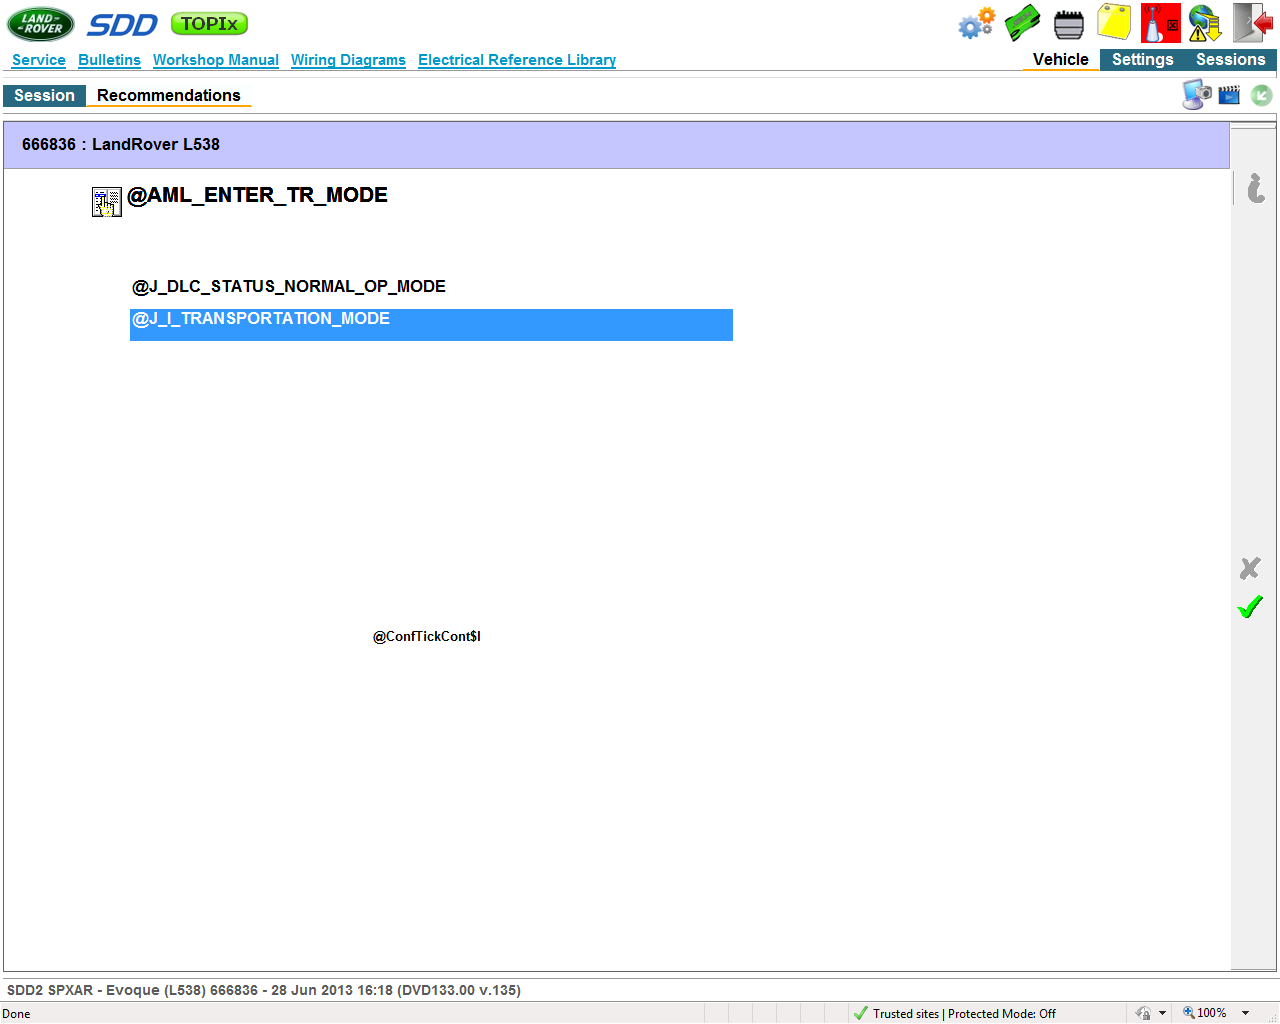 LAND-
-ROVER
SDD
TOPIx
Service Bulletins Workshop Manual Wiring Diagrams Electrical Reference Library
Vehicle Settings Sessions
Session Recommendations
666836 : LandRover L538
@AML_ENTER_TR_MODE
@J_DLC_STATUS_NORMAL_OP_MODE
@J_I_TRANSPORTATION_MODE
@ConfTickCont$I
SDD2 SPXAR - Evoque (L538) 666836 - 28 Jun 2013 16:18 (DVD133.00 v.135)
Done
Trusted sites | Protected Mode: Off
100%